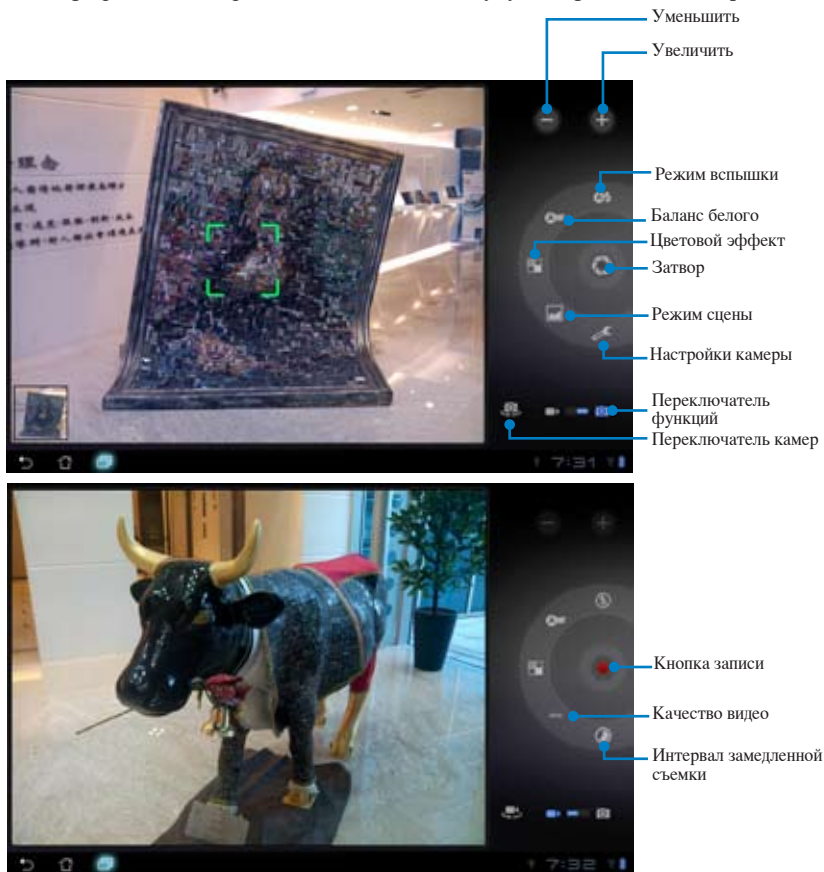 Уменьшить
Увеличить
Режим вспышки
Баланс белого
Цветовой эффект
Затвор
Режим сцены
Настройки камеры
Переключатель
функций
Переключатель камер
7:31
Кнопка записи
Качество видео
Интервал замедленной
съемки
7:32